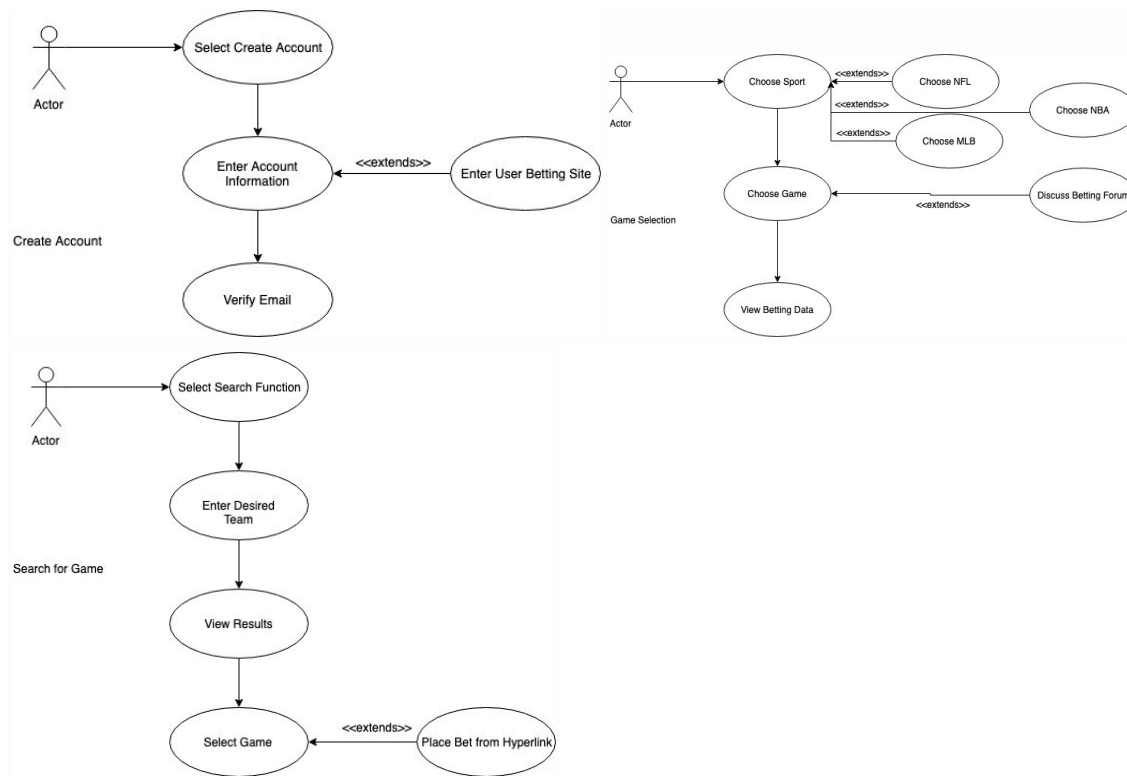 Select Create Account
Actor
Enter Account
Information
<<extends>>
Enter User Betting Site
Create Account
Verify Email
Choose Sport
<<extends>>
Choose NFL
Actor
<<extends>>
Choose NBA
<<extends>>
Choose MLB
Choose Game
Discuss Betting Forum
<<extends>>
Game Selection
View Betting Data
Select Search Function
Actor
Enter Desired
Team
Search for Game
View Results
<<extends>>
Select Game
Place Bet from Hyperlink